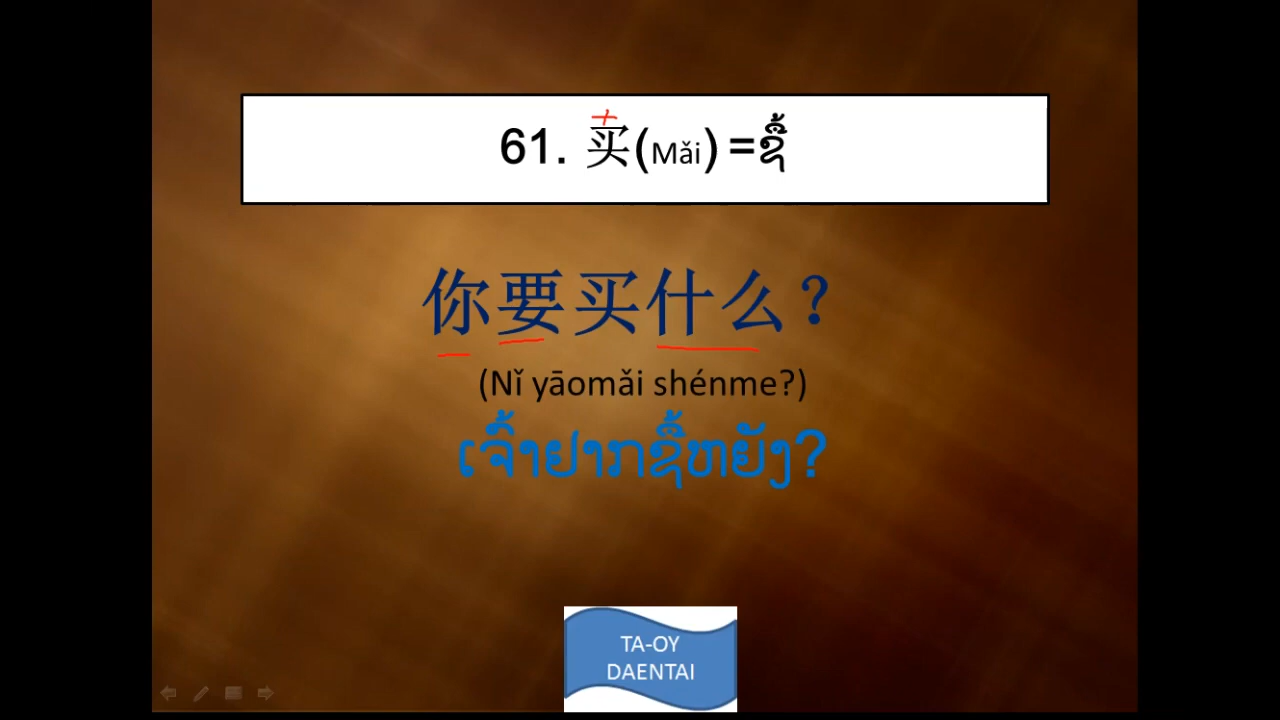 61. 买(Mǎi) =ຊື້
你要买什么？
(Nǐ yāomǎi shénme?)
ເຈົ້າຢາກຊື້ຫຍັງ?
TA-OY
DAENTAI